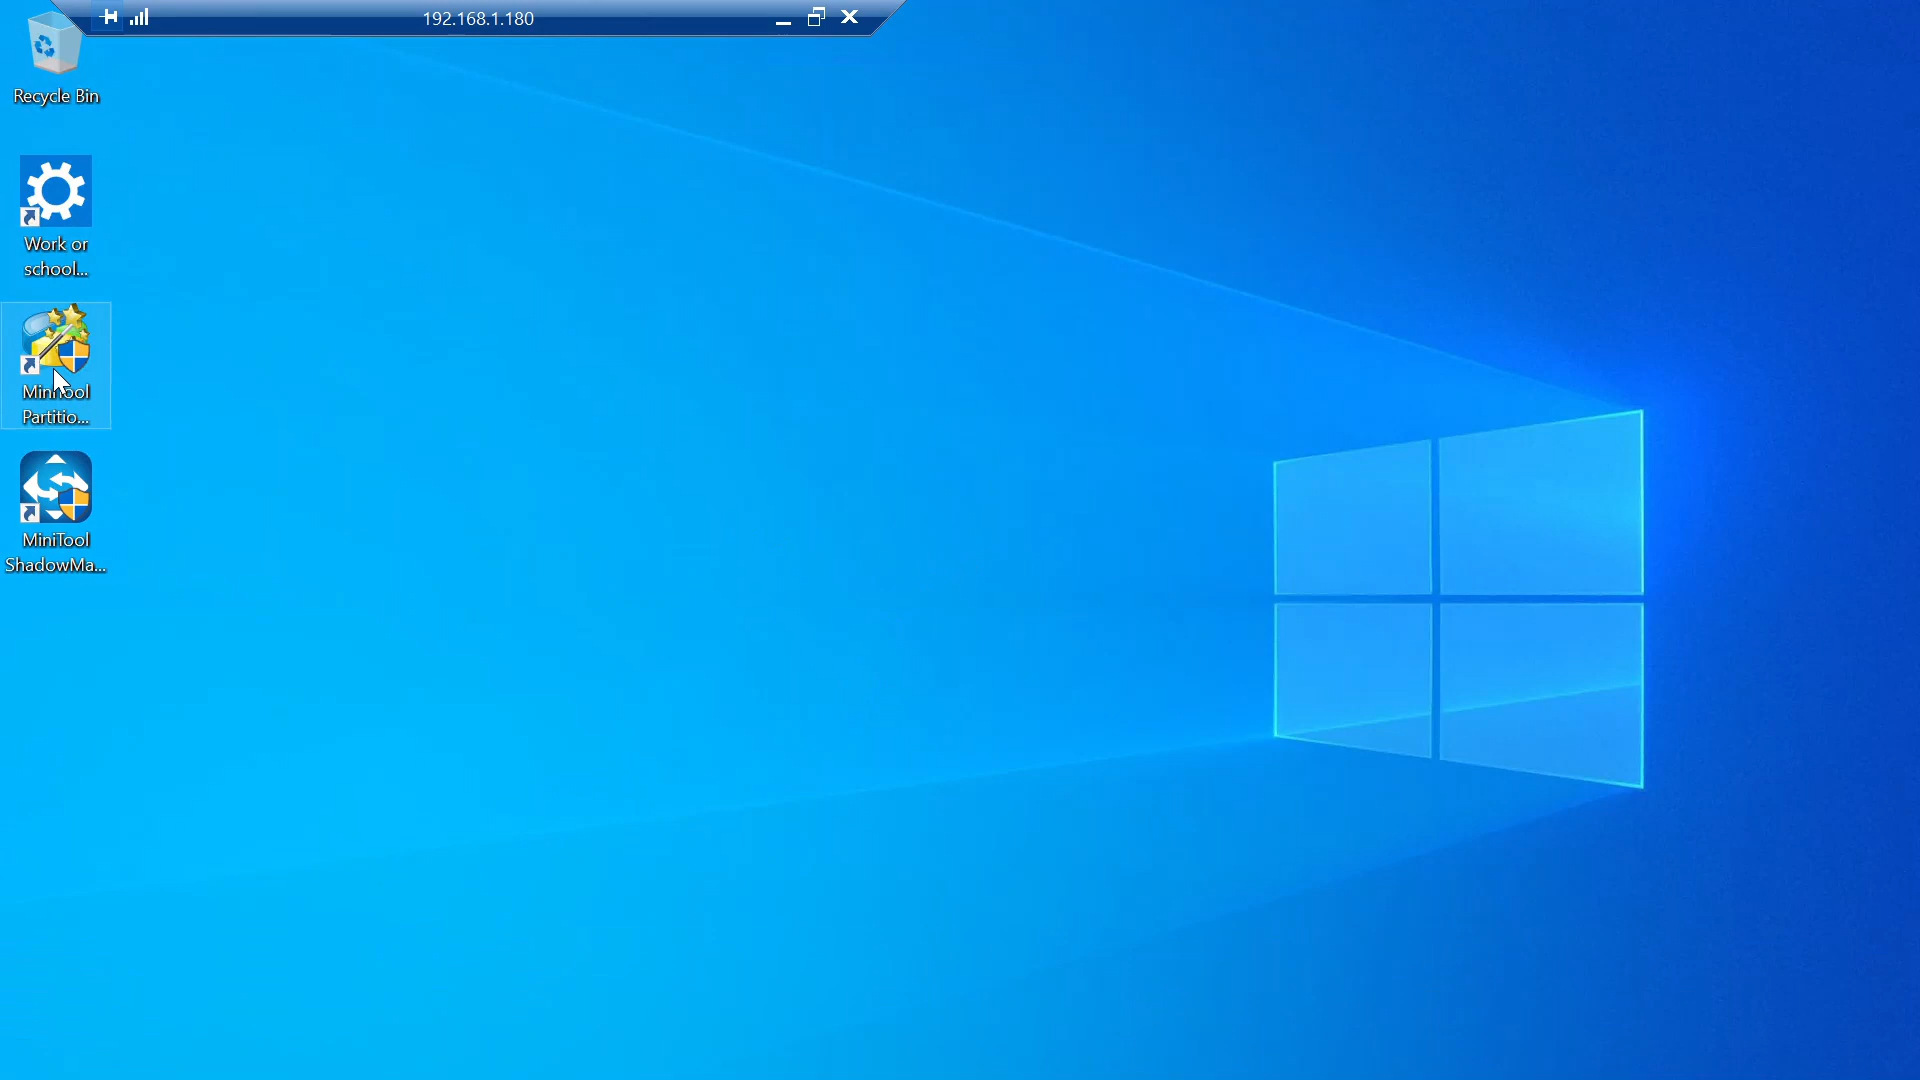 192.168.1.180
Recycle Bin
Work or
school...
MiniTool
Partitio...
MiniTool
ShadowMa...